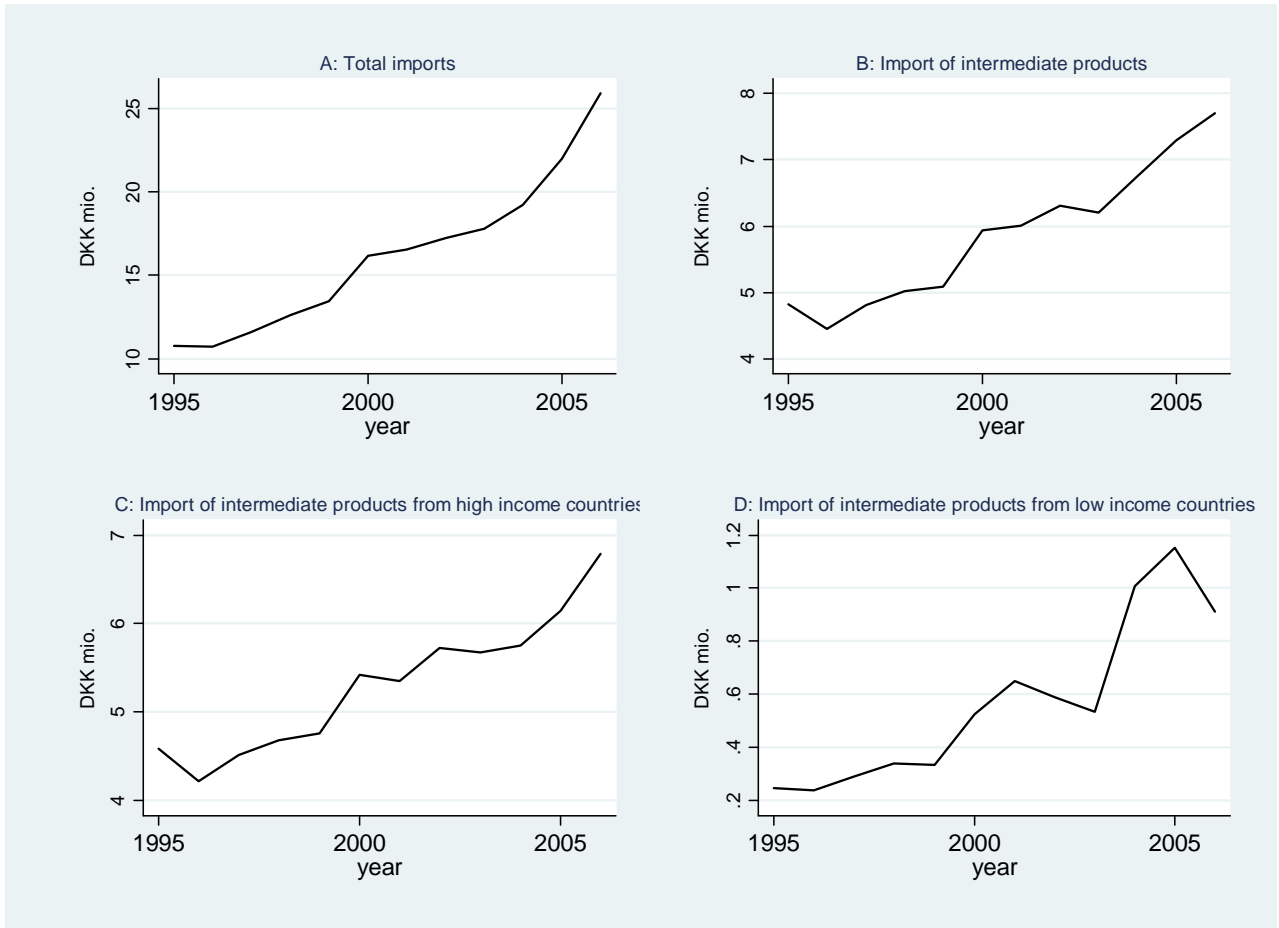 A: Total imports
DKK mio.
25
20
15
10
1995 2000 2005
year
B: Import of intermediate products
DKK mio.
8
7
6
5
4
1995 2000 2005
year
C: Import of intermediate products from high income countries
DKK mio.
7
6
5
4
1995 2000 2005
year
D: Import of intermediate products from low income countries
DKK mio.
1.2
1
.8
.6
.4
.2
1995 2000 2005
year